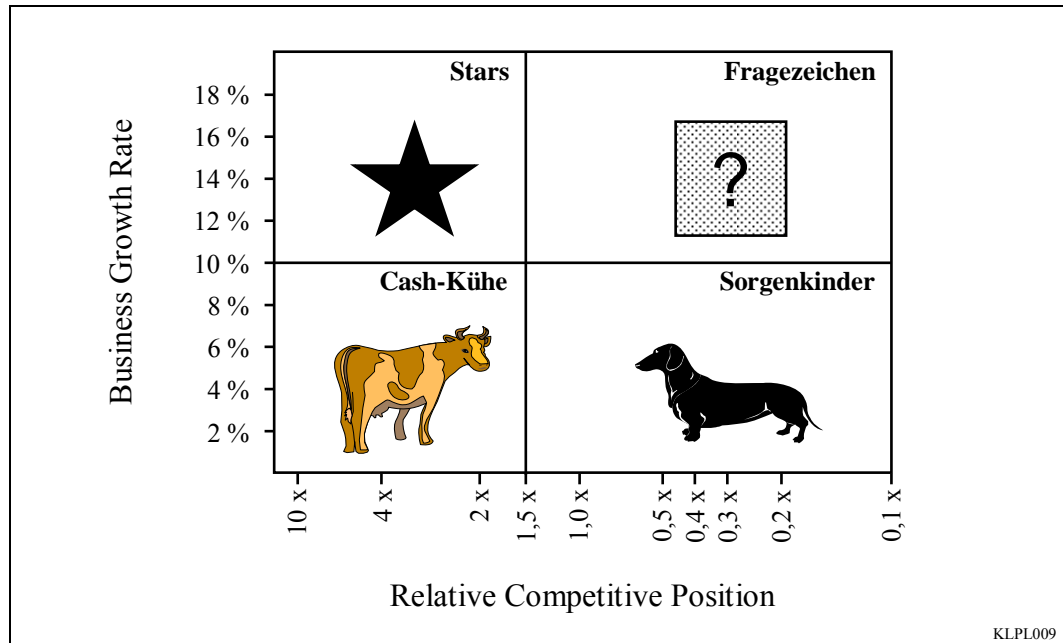 Stars
Fragezeichen
18 %
16 %
14 %
12 %
10 %
8 %
6 %
4 %
2 %
Business Growth Rate
?
Cash-Kühe
Sorgenkinder
10 x
4 x
2 x
1,5 x
1,0 x
0,5 x
0,4 x
0,3 x
0,2 x
0,1 x
Relative Competitive Position
KLPL009